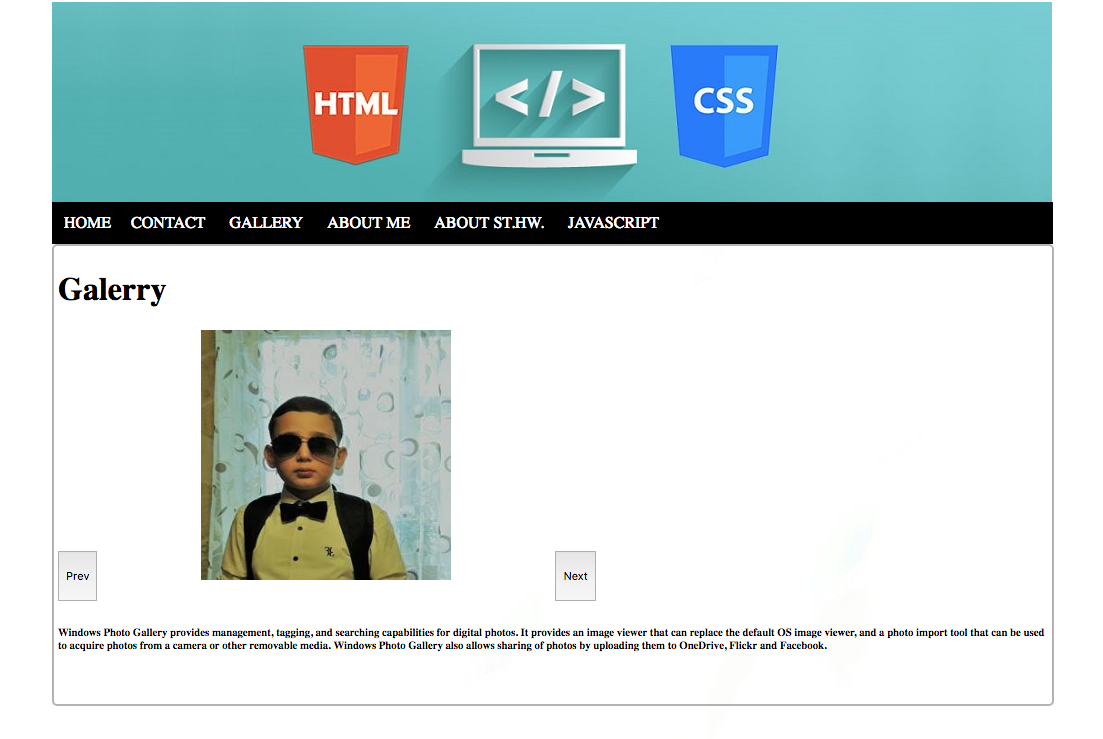 HTML
</>
CSS
HOME CONTACT GALLERY ABOUT ME ABOUT ST.HW. JAVASCRIPT
Galerry
Prev
Next
Windows Photo Gallery provides management, tagging, and searching capabilities for digital photos. It provides an image viewer that can replace the default OS image viewer, and a photo import tool that can be used
to acquire photos from a camera or other removable media. Windows Photo Gallery also allows sharing of photos by uploading them to OneDrive, Flickr and Facebook.